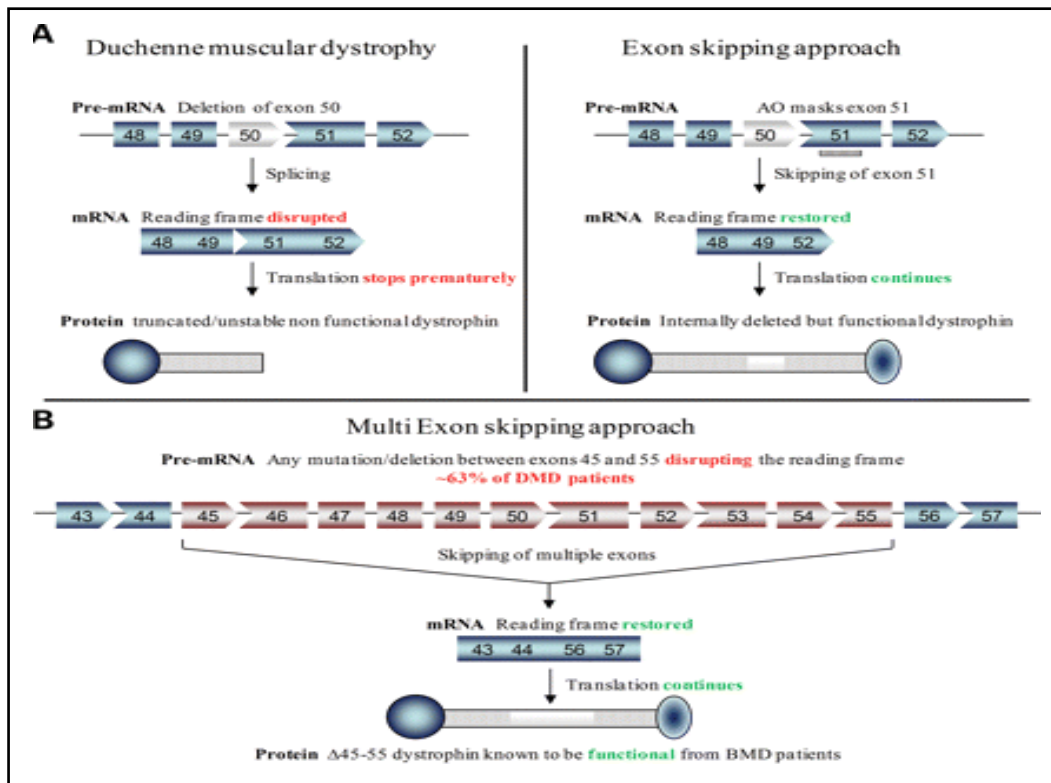 A
Duchenne muscular dystrophy
Pre-mRNA Deletion of exon 50
48 49 50 51 52
Splicing
mRNA Reading frame disrupted
48 49 51 52
Translation stops prematurely
Protein truncated/unstable non functional dystrophin
Exon skipping approach
Pre-mRNA AO masks exon 51
48 49 50 51 52
Skipping of exon 51
mRNA Reading frame restored
48 49 52
Translation continues
Protein Internally deleted but functional dystrophin
B
Multi Exon skipping approach
Pre-mRNA Any mutation/deletion between exons 45 and 55 disrupting the reading frame
~63% of DMD patients
43 44 45 46 47 48 49 50 51 52 53 54 55 56 57
Skipping of multiple exons
mRNA Reading frame restored
43 44 56 57
Translation continues
Protein Δ45-55 dystrophin known to be functional from BMD patients